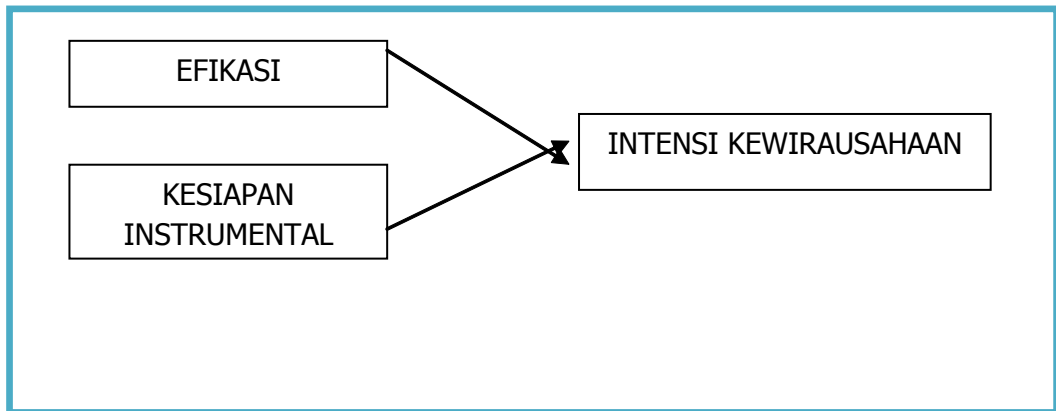 EFIKASI
INTENSI KEWIRAUSAHAAN
KESIAPAN
INSTRUMENTAL